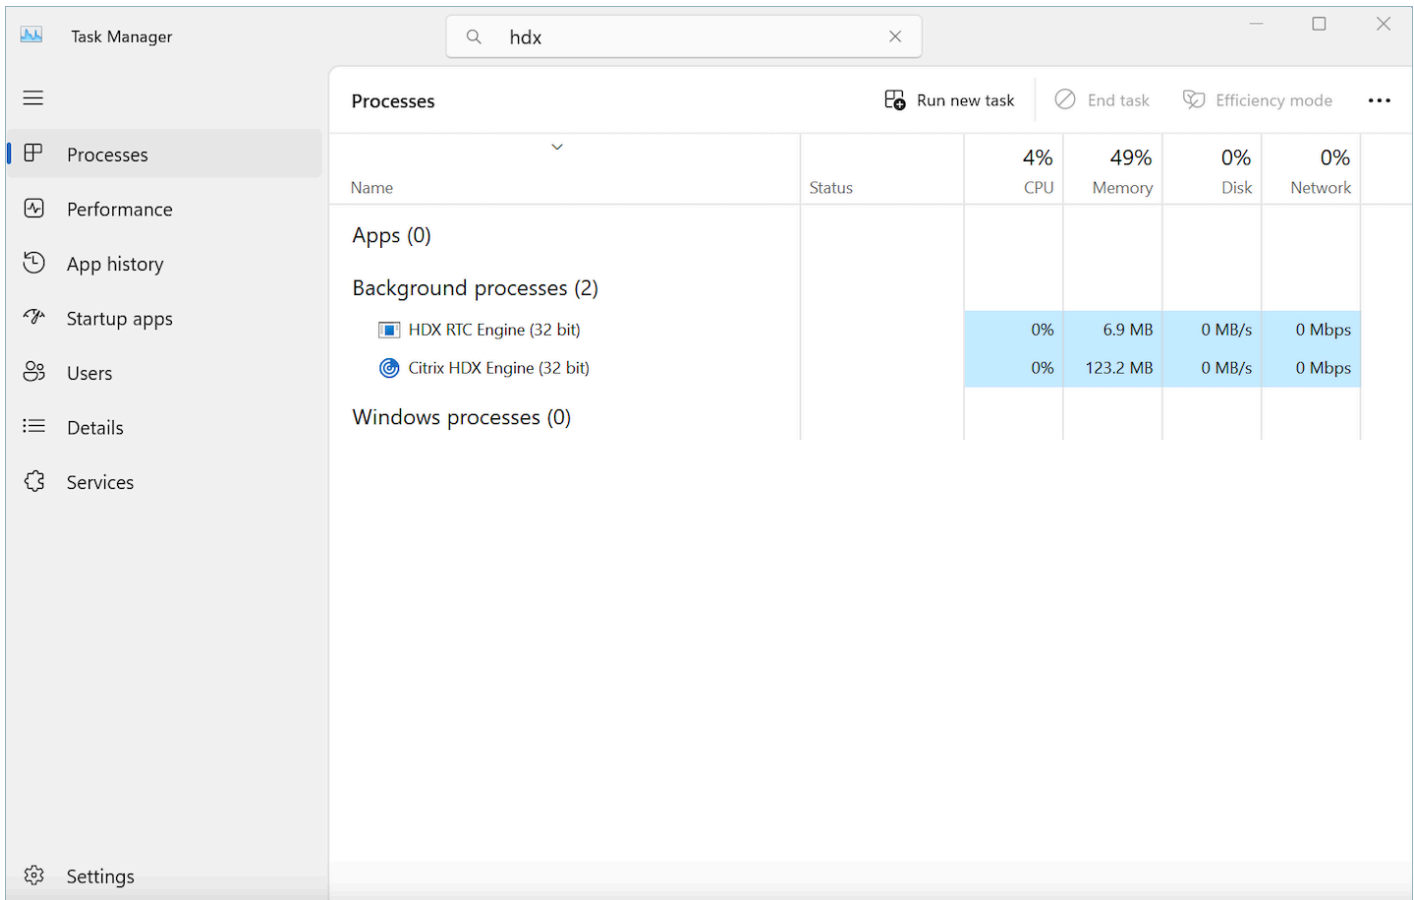 Task Manager
hdx
Processes
Run new task
End task
Efficiency mode
Processes
Performance
App history
Startup apps
Users
Details
Services
Settings
Name Status 4% CPU 49% Memory 0% Disk 0% Network
Apps (0)
Background processes (2)
HDX RTC Engine (32 bit) 0% 6.9 MB 0 MB/s 0 Mbps
Citrix HDX Engine (32 bit) 0% 123.2 MB 0 MB/s 0 Mbps
Windows processes (0)